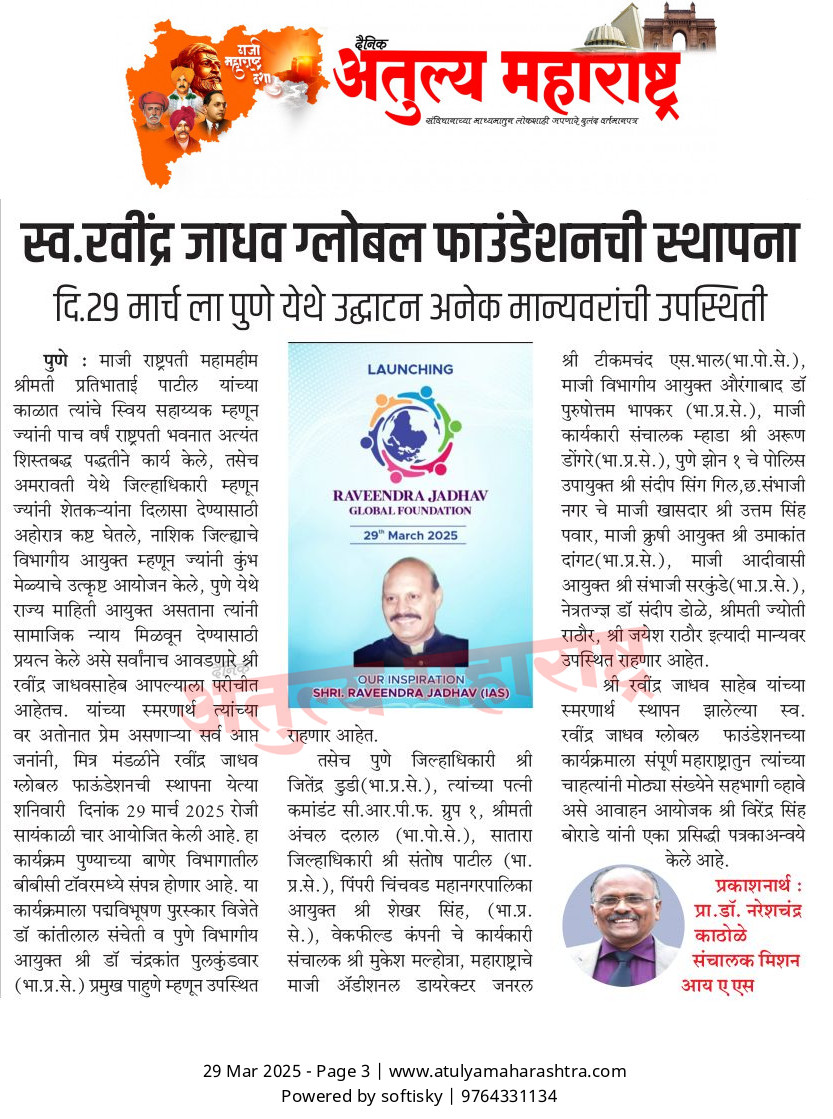 राजी
महाराष्ट्र
देशा
दैनिक
अतुल्य महाराष्ट्र
संविधानाच्या माध्यमातुन लोकशाही जपणारे बुलंद वर्तमानपत्र
स्व.रवींद्र जाधव ग्लोबल फाउंडेशनची स्थापना
दि.29 मार्च ला पुणे येथे उद्घाटन अनेक मान्यवरांची उपस्थिती
पुणे : माजी राष्ट्रपती महामहीम
श्रीमती प्रतिभाताई पाटील यांच्या
काळात त्यांचे स्विय सहाय्यक म्हणून
ज्यांनी पाच वर्षं राष्ट्रपती भवनात अत्यंत
शिस्तबद्ध पद्धतीने कार्य केले, तसेच
अमरावती येथे जिल्हाधिकारी म्हणून
ज्यांनी शेतकऱ्यांना दिलासा देण्यासाठी
अहोरात्र कष्ट घेतले, नाशिक जिल्ह्याचे
विभागीय आयुक्त म्हणून ज्यांनी कुंभ
मेळ्याचे उत्कृष्ट आयोजन केले, पुणे येथे
राज्य माहिती आयुक्त असताना त्यांनी
सामाजिक न्याय मिळवून देण्यासाठी
प्रयत्न केले असे सर्वांनाच आवडणारे श्री
रवींद्र जाधवसाहेब आपल्याला परिचीत
आहेतच. यांच्या स्मरणार्थ त्यांच्या
वर अतोनात प्रेम असणाऱ्या सर्व आप्त
जनांनी, मित्र मंडळीने रवींद्र जाधव
ग्लोबल फाऊंडेशनची स्थापना येत्या
शनिवारी दिनांक 29 मार्च 2025 रोजी
सायंकाळी चार आयोजित केली आहे. हा
कार्यक्रम पुण्याच्या बाणेर विभागातील
बीबीसी टॉवरमध्ये संपन्न होणार आहे. या
कार्यक्रमाला पद्मविभूषण पुरस्कार विजेते
डॉ कांतीलाल संचेती व पुणे विभागीय
आयुक्त श्री डॉ चंद्रकांत पुलकुंडवार
(भा.प्र.से.) प्रमुख पाहुणे म्हणून उपस्थित
LAUNCHING
RAVEENDRA JADHAV
GLOBAL FOUNDATION
29th March 2025
OUR INSPIRATION
SHRI. RAVEENDRA JADHAV (IAS)
राहणार आहेत.
तसेच पुणे जिल्हाधिकारी श्री
जितेंद्र डुडी(भा.प्र.से.), त्यांच्या पत्नी
कमांडंट सी.आर.पी.फ. ग्रुप १, श्रीमती
अंचल दलाल (भा.पो.से.), सातारा
जिल्हाधिकारी श्री संतोष पाटील (भा.
प्र.से.), पिंपरी चिंचवड महानगरपालिका
आयुक्त श्री शेखर सिंह, (भा.प्र.
से.), वेकफील्ड कंपनी चे कार्यकारी
संचालक श्री मुकेश मल्होत्रा, महाराष्ट्राचे
माजी ॲडीशनल डायरेक्टर जनरल
श्री टीकमचंद एस.भाल(भा.पो.से.),
माजी विभागीय आयुक्त औरंगाबाद डॉ
पुरुषोत्तम भापकर (भा.प्र.से.), माजी
कार्यकारी संचालक म्हाडा श्री अरूण
डोंगरे(भा.प्र.से.), पुणे झोन १ चे पोलिस
उपायुक्त श्री संदीप सिंग गिल,छ.संभाजी
नगर चे माजी खासदार श्री उत्तम सिंह
पवार, माजी क्रुषी आयुक्त श्री उमाकांत
दांगट(भा.प्र.से.), माजी आदीवासी
आयुक्त श्री संभाजी सरकुंडे(भा.प्र.से.),
नेत्रतज्ज्ञ डॉ संदीप डोळे, श्रीमती ज्योती
राठौर, श्री जयेश राठौर इत्यादी मान्यवर
उपस्थित राहणार आहेत.
श्री रवींद्र जाधव साहेब यांच्या
स्मरणार्थ स्थापन झालेल्या स्व.
रवींद्र जाधव ग्लोबल फाउंडेशनच्या
कार्यक्रमाला संपूर्ण महाराष्ट्रातुन त्यांच्या
चाहत्यांनी मोठ्या संख्येने सहभागी व्हावे
असे आवाहन आयोजक श्री विरेंद्र सिंह
बोराडे यांनी एका प्रसिद्धी पत्रकाअन्वये
केले आहे.
प्रकाशनार्थ :
प्रा.डॉ. नरेशचंद्र
काठोळे
संचालक मिशन
आय ए एस
दैनिक
अतुल्य महाराष्ट्र
29 Mar 2025 - Page 3 | www.atulyamaharashtra.com
Powered by softisky | 9764331134